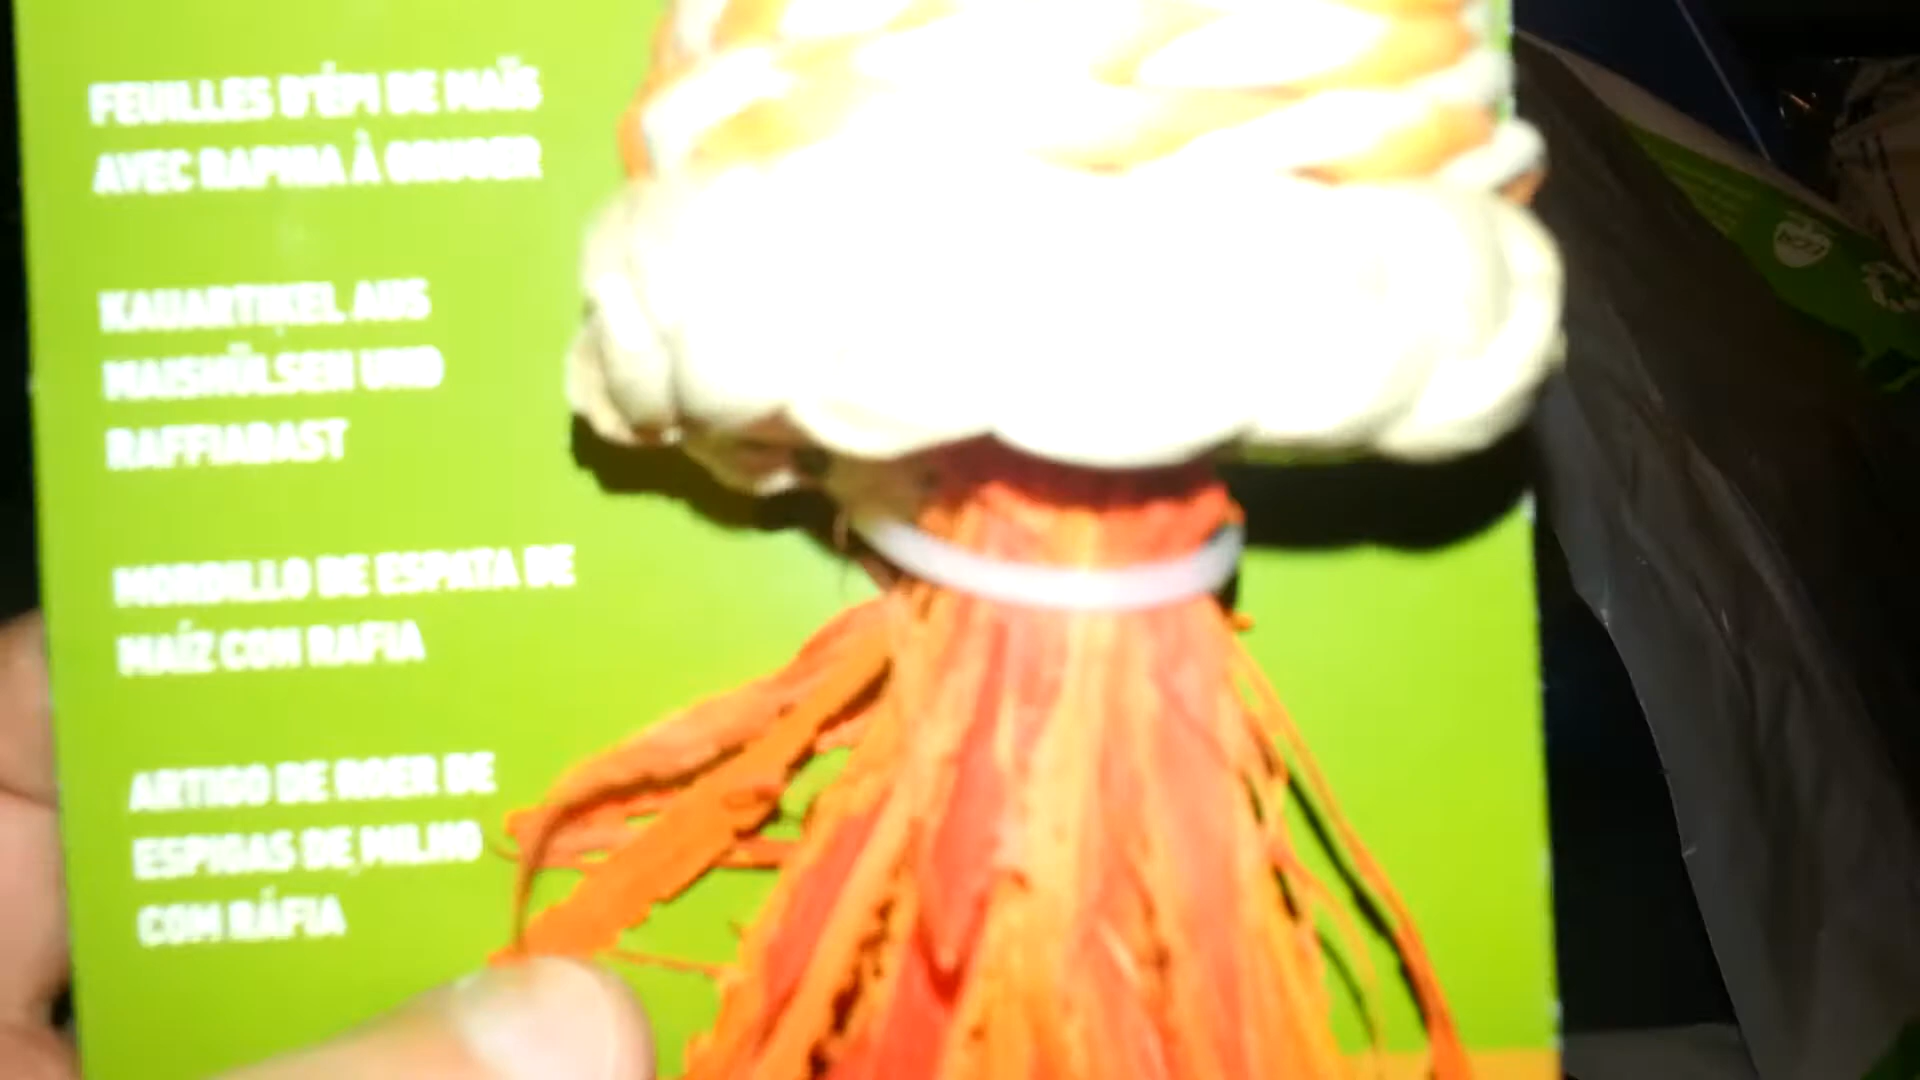 FEUILLES D'ÉPI DE MAÏS
AVEC RAPHIA À RONGER
KAUARTIKEL AUS
MAISHÜLSEN UND
RAFFIABAST
MORDILLO DE ESPATA DE
MAÍZ CON RAFIA
ARTIGO DE ROER DE
ESPIGAS DE MILHO
COM RÁFIA